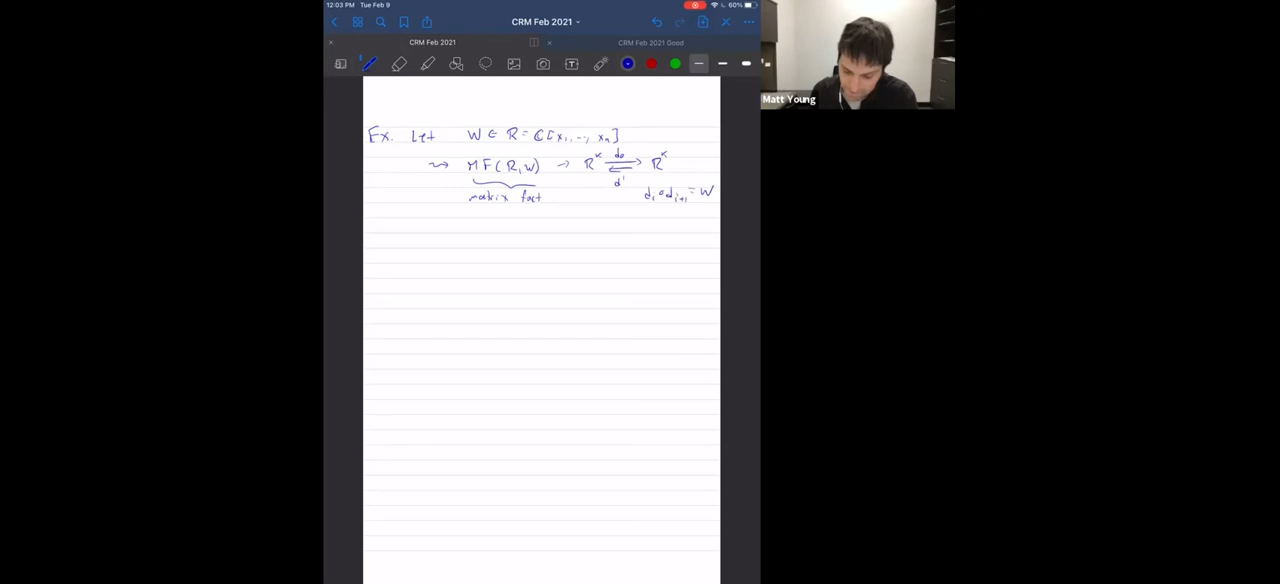 12:03 PM Tue Feb 9
60%
CRM Feb 2021
CRM Feb 2021
CRM Feb 2021 Good
Matt Young
Ex. Let W ∈ R = ℂ[x₁, ..., xₙ]
⇝ MF(R, W) → Rᴷ ⇄ Rᴷ
d₀
d¹
matrix fact
dᵢ ∘ dᵢ₊₁ = W